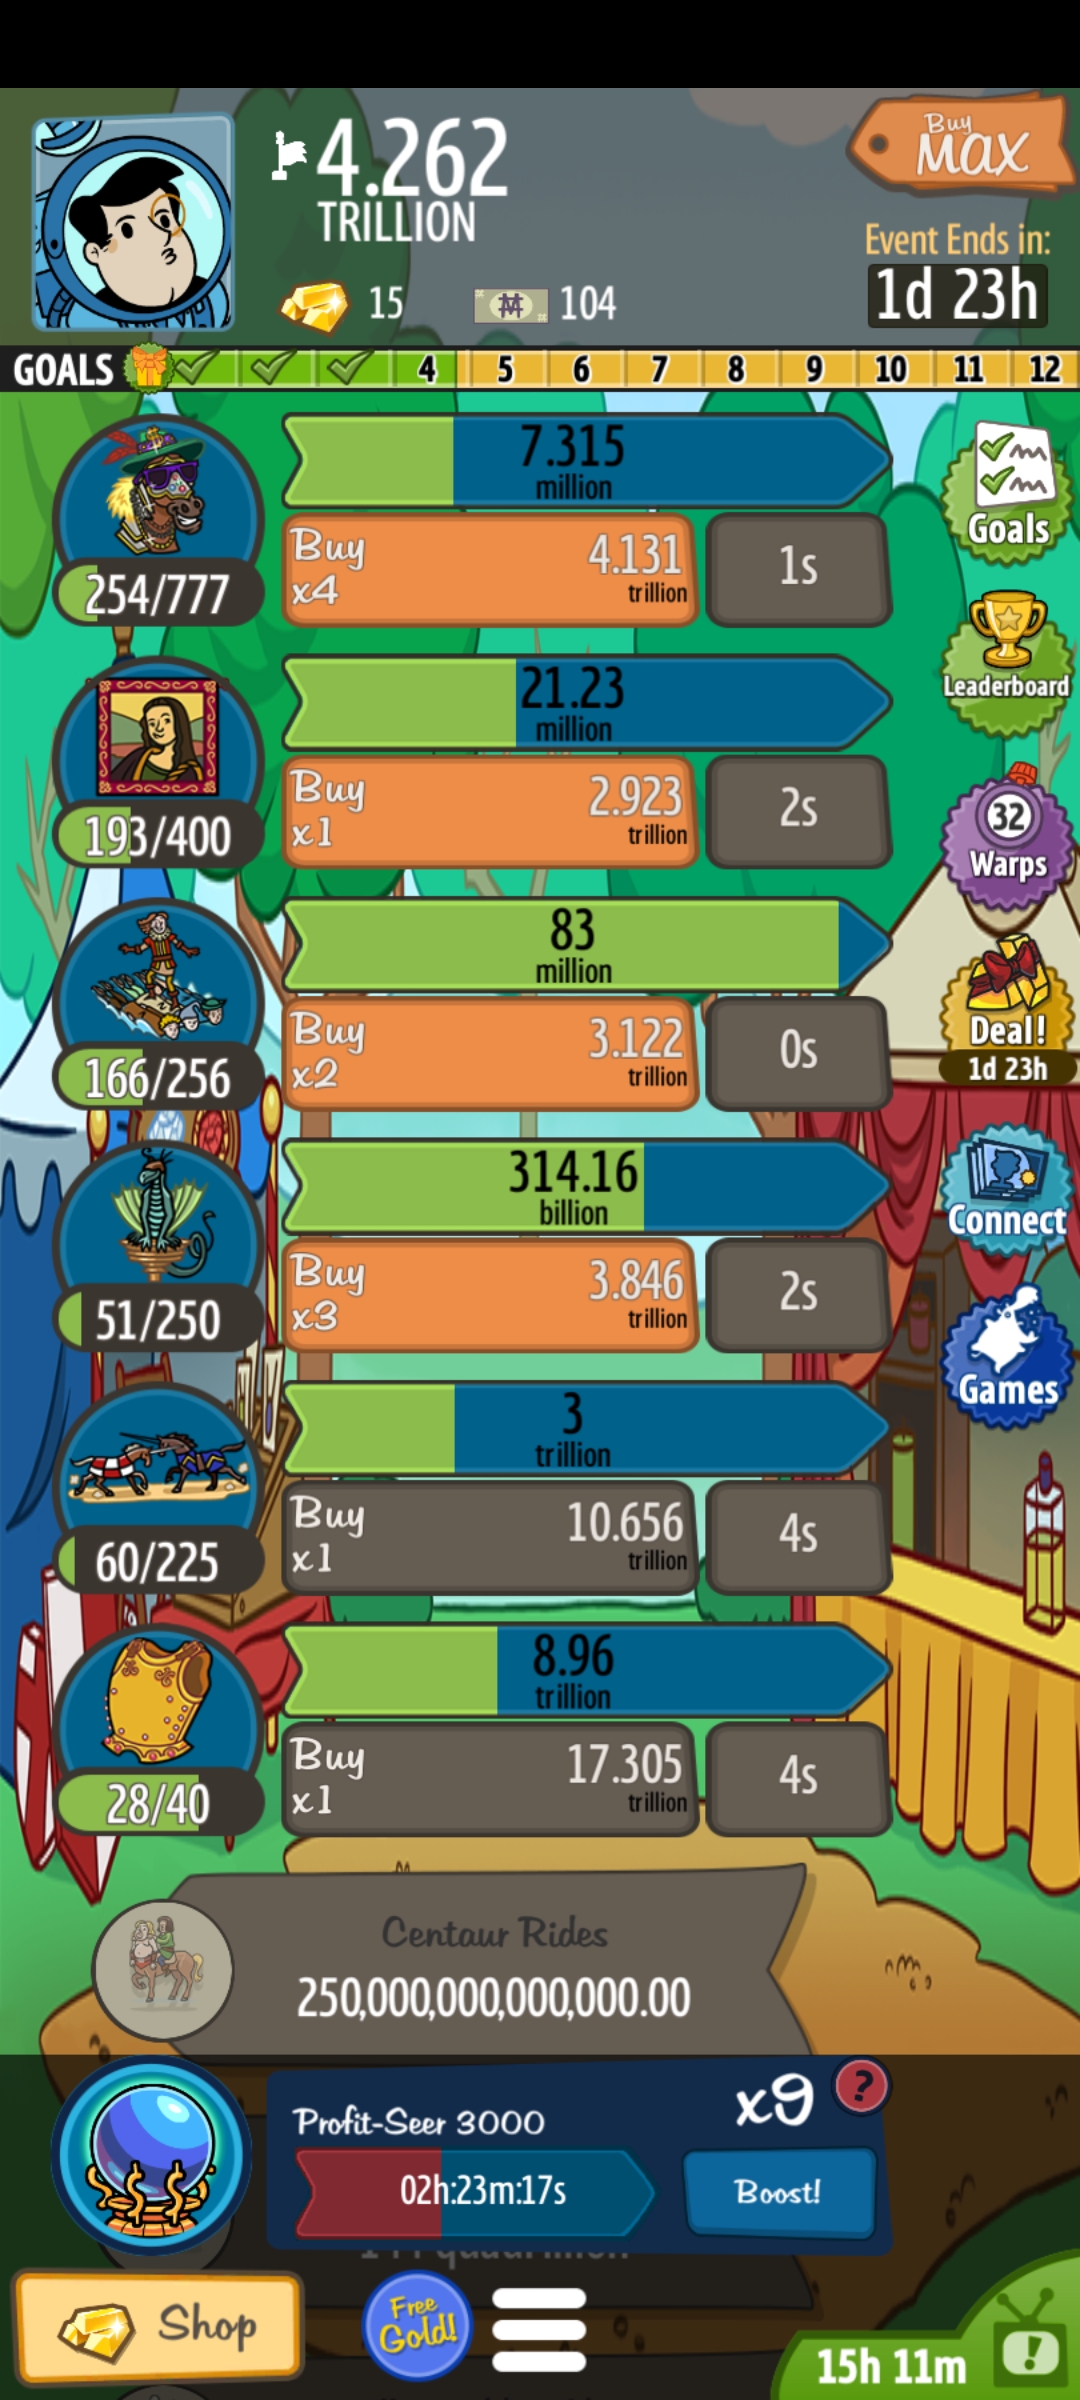 4.262
TRILLION
Buy
MAX
Event Ends in:
1d 23h
15
104
GOALS 4 5 6 7 8 9 10 11 12
7.315
million
Buy
x4
4.131
trillion
1s
254/777
Goals
21.23
million
Buy
x1
2.923
trillion
2s
193/400
Leaderboard
32
Warps
83
million
Buy
x2
3.122
trillion
0s
166/256
Deal!
1d 23h
314.16
billion
Buy
x3
3.846
trillion
2s
51/250
Connect
Games
3
trillion
Buy
x1
10.656
trillion
4s
60/225
8.96
trillion
Buy
x1
17.305
trillion
4s
28/40
Centaur Rides
250,000,000,000,000.00
Profit-Seer 3000
x9
?
02h:23m:17s
Boost!
Shop
Free
Gold!
15h 11m
!